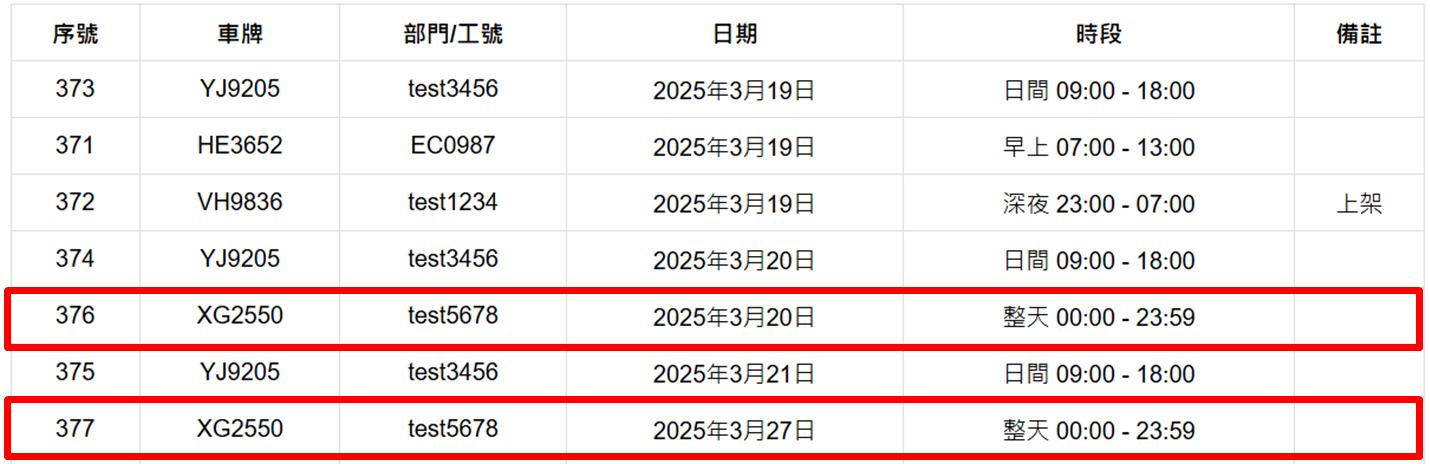 序號 車牌 部門/工號 日期 時段 備註
373 YJ9205 test3456 2025年3月19日 日間 09:00 - 18:00
371 HE3652 EC0987 2025年3月19日 早上 07:00 - 13:00
372 VH9836 test1234 2025年3月19日 深夜 23:00 - 07:00 上架
374 YJ9205 test3456 2025年3月20日 日間 09:00 - 18:00
376 XG2550 test5678 2025年3月20日 整天 00:00 - 23:59
375 YJ9205 test3456 2025年3月21日 日間 09:00 - 18:00
377 XG2550 test5678 2025年3月27日 整天 00:00 - 23:59